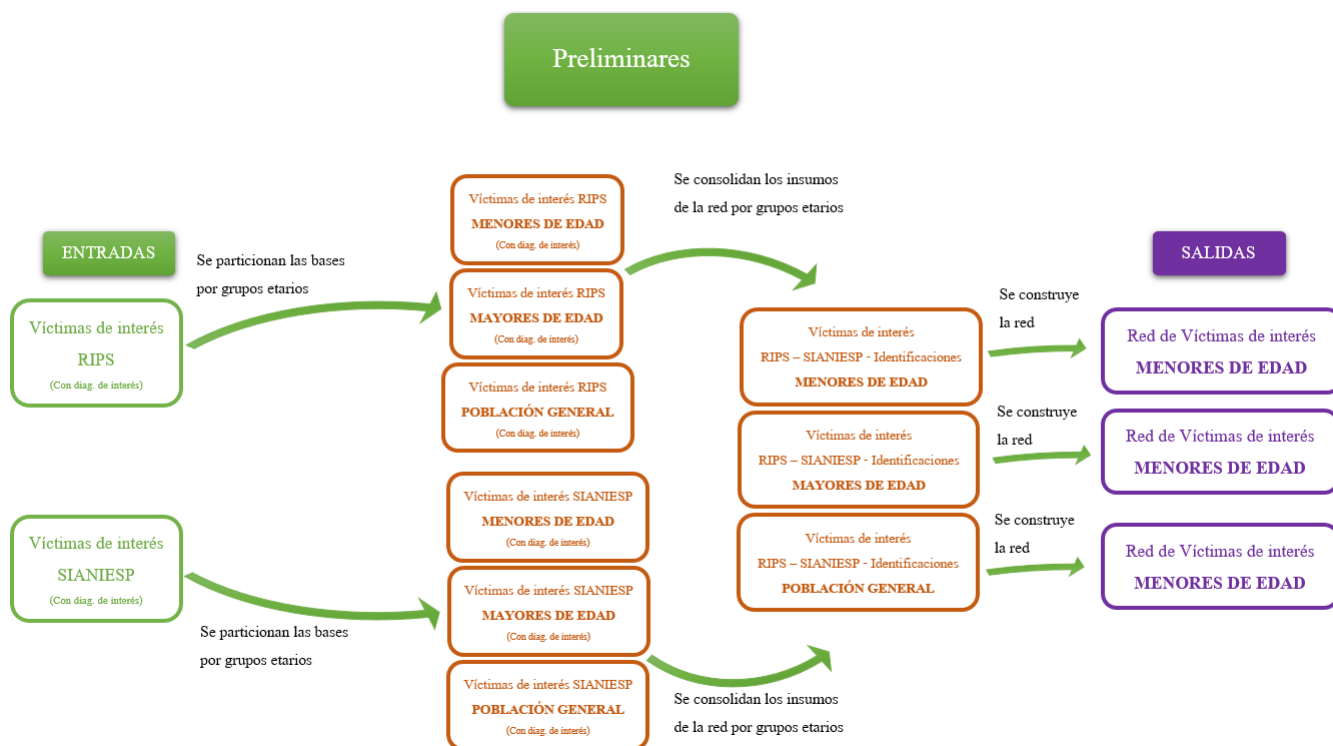 Preliminares
ENTRADAS
Víctimas de interés
RIPS
(Con diag. de interés)
Víctimas de interés
SIANIESP
(Con diag. de interés)
Se particionan las bases
por grupos etarios
Se particionan las bases
por grupos etarios
Víctimas de interés RIPS
MENORES DE EDAD
(Con diag. de interés)
Víctimas de interés RIPS
MAYORES DE EDAD
(Con diag. de interés)
Víctimas de interés RIPS
POBLACIÓN GENERAL
(Con diag. de interés)
Víctimas de interés SIANIESP
MENORES DE EDAD
(Con diag. de interés)
Víctimas de interés SIANIESP
MAYORES DE EDAD
(Con diag. de interés)
Víctimas de interés SIANIESP
POBLACIÓN GENERAL
(Con diag. de interés)
Se consolidan los insumos
de la red por grupos etarios
Se consolidan los insumos
de la red por grupos etarios
Víctimas de interés
RIPS – SIANIESP - Identificaciones
MENORES DE EDAD
Víctimas de interés
RIPS – SIANIESP - Identificaciones
MAYORES DE EDAD
Víctimas de interés
RIPS – SIANIESP - Identificaciones
POBLACIÓN GENERAL
Se construye
la red
Se construye
la red
Se construye
la red
SALIDAS
Red de Víctimas de interés
MENORES DE EDAD
Red de Víctimas de interés
MENORES DE EDAD
Red de Víctimas de interés
MENORES DE EDAD